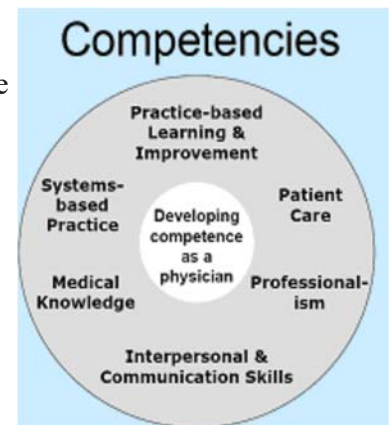 Competencies
e
Practice-based
Learning &
Improvement
Systems-
based
Practice
Patient
Care
Developing
competence
as a
physician
Medical
Knowledge
Professional-
ism
Interpersonal &
Communication Skills